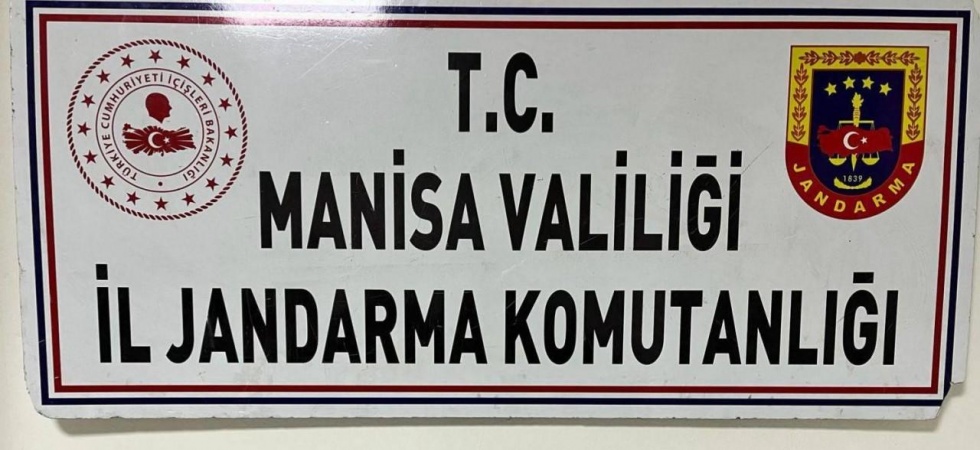 T.C.
MANİSA VALİLİĞİ
İL JANDARMA KOMUTANLIĞI
TÜRKİYE CUMHURİYETİ İÇİŞLERİ BAKANLIĞI
1839
JANDARMA